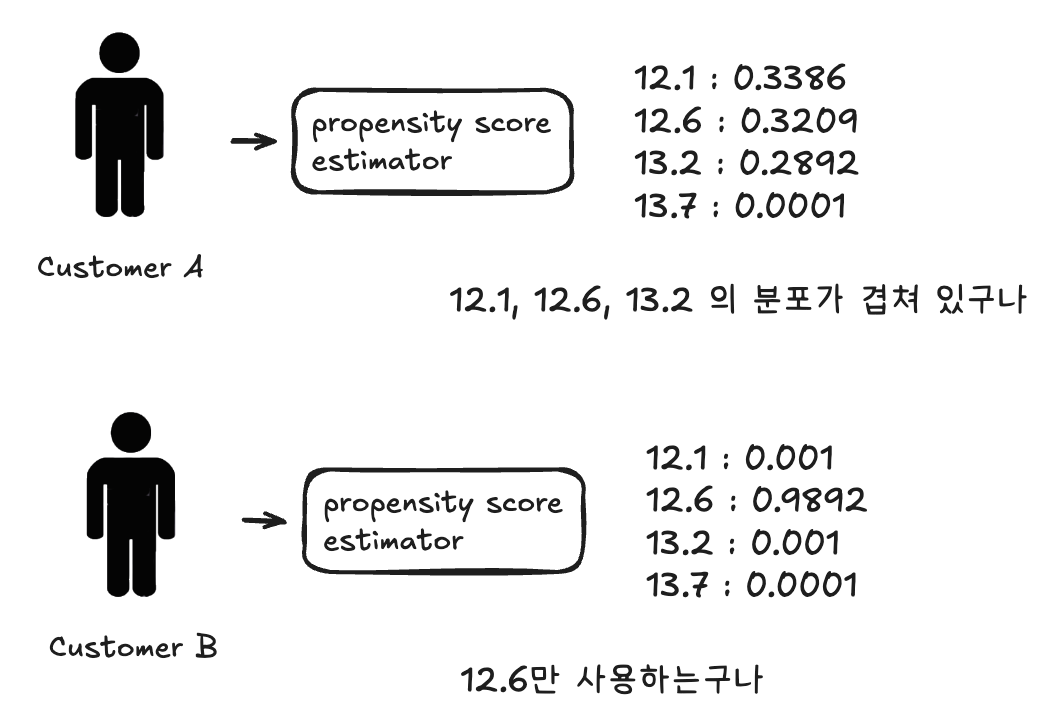 propensity score
estimator
12.1 : 0.3386
12.6 : 0.3209
13.2 : 0.2892
13.7 : 0.0001
Customer A
12.1, 12.6, 13.2 의 분포가 겹쳐 있구나
propensity score
estimator
12.1 : 0.001
12.6 : 0.9892
13.2 : 0.001
13.7 : 0.0001
Customer B
12.6만 사용하는구나